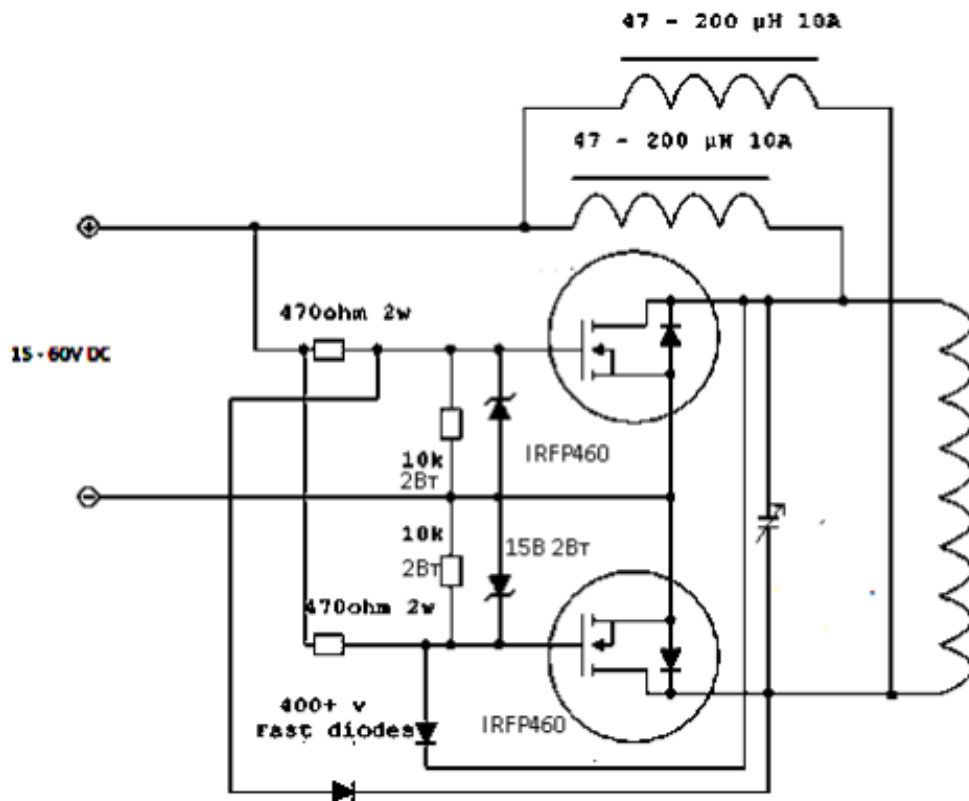 47 - 200 µH 10A
47 - 200 µH 10A
470ohm 2w
15 - 60V DC
IRFP460
10k
2Вт
10k
2Вт
15В 2Вт
470ohm 2w
400+ v
fast diodes
IRFP460